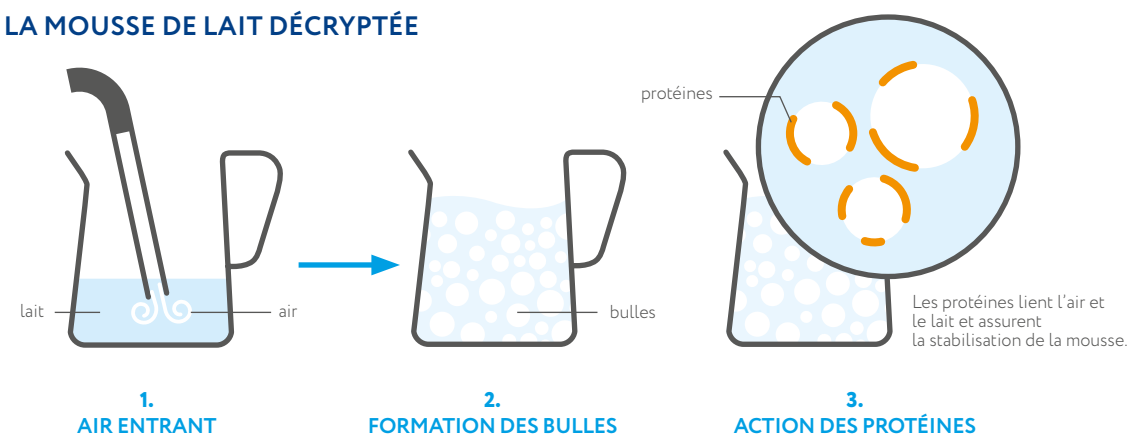 LA MOUSSE DE LAIT DÉCRYPTÉE
protéines
lait
air
bulles
Les protéines lient l'air et
le lait et assurent
la stabilisation de la mousse.
1.
AIR ENTRANT
2.
FORMATION DES BULLES
3.
ACTION DES PROTÉINES